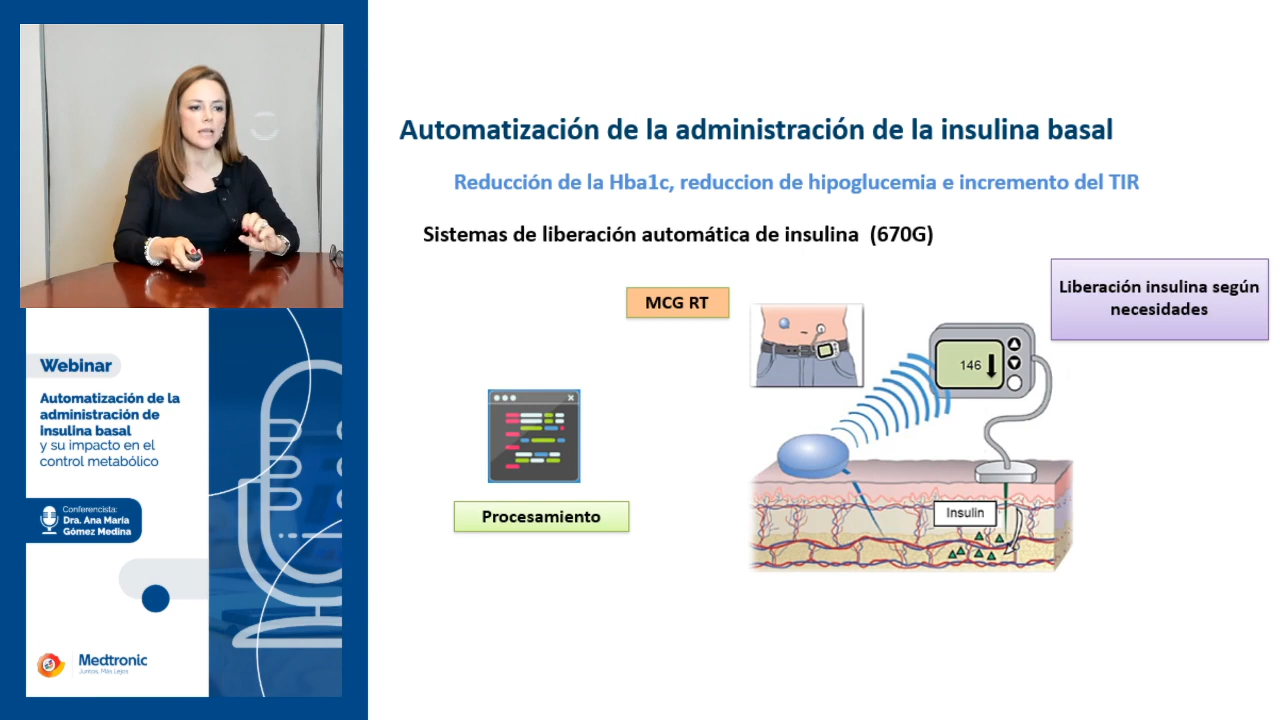 Automatización de la administración de la insulina basal
Reducción de la Hba1c, reduccion de hipoglucemia e incremento del TIR
Sistemas de liberación automática de insulina (670G)
MCG RT
Liberación insulina según
necesidades
146
Procesamiento
Insulin
Webinar
Automatización de la
administración de
insulina basal
y su impacto en el
control metabólico
Conferencista:
Dra. Ana María
Gómez Medina
Medtronic
Juntos, Más Lejos